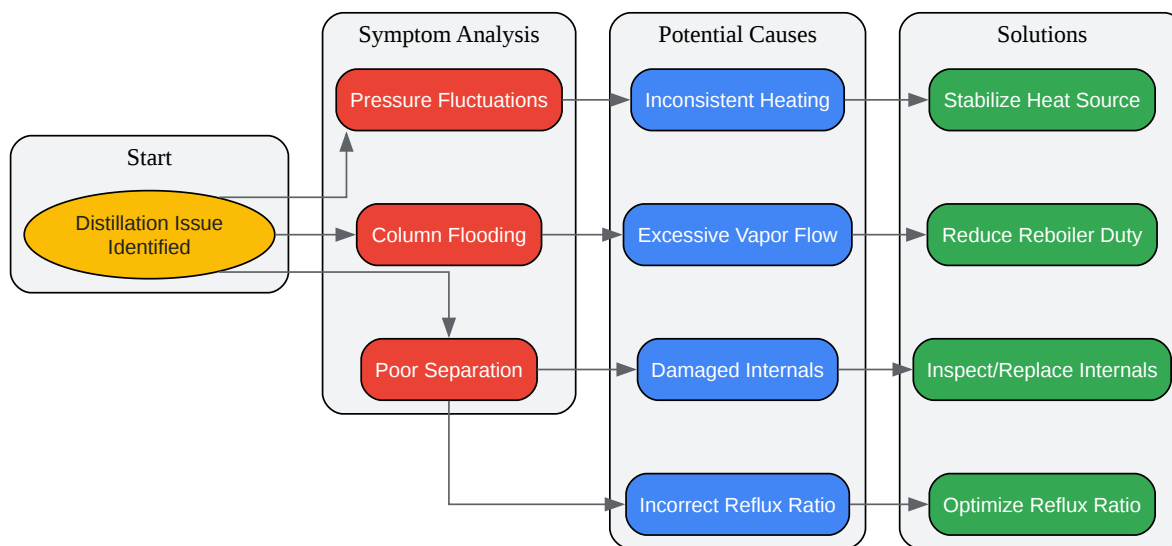 Start
Distillation Issue
Identified
Symptom Analysis
Pressure Fluctuations
Column Flooding
Poor Separation
Potential Causes
Inconsistent Heating
Excessive Vapor Flow
Damaged Internals
Incorrect Reflux Ratio
Solutions
Stabilize Heat Source
Reduce Reboiler Duty
Inspect/Replace Internals
Optimize Reflux Ratio